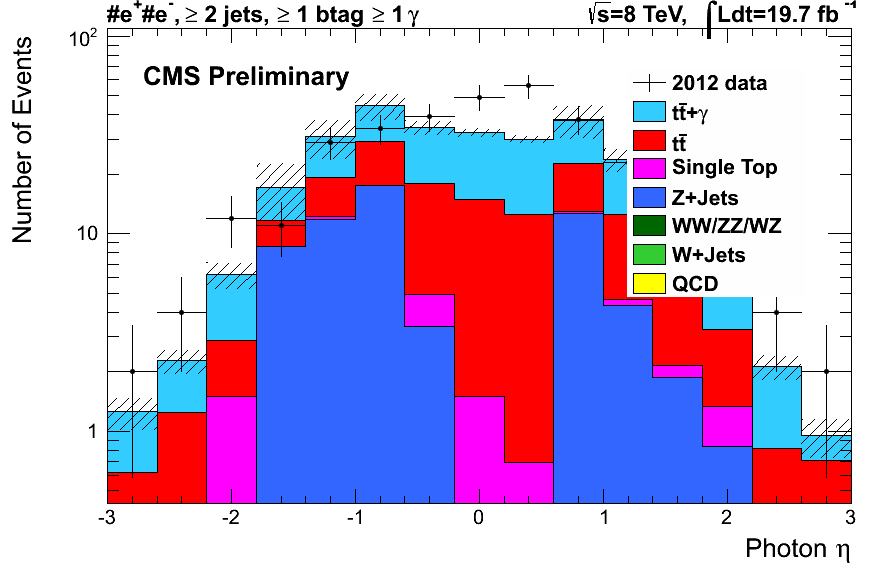 #e⁺#e⁻, ≥ 2 jets, ≥ 1 btag ≥ 1 γ
√s=8 TeV, ∫Ldt=19.7 fb⁻¹
CMS Preliminary
2012 data
tt̄+γ
tt̄
Single Top
Z+Jets
WW/ZZ/WZ
W+Jets
QCD
Number of Events
10²
10
1
-3 -2 -1 0 1 2 3
Photon η